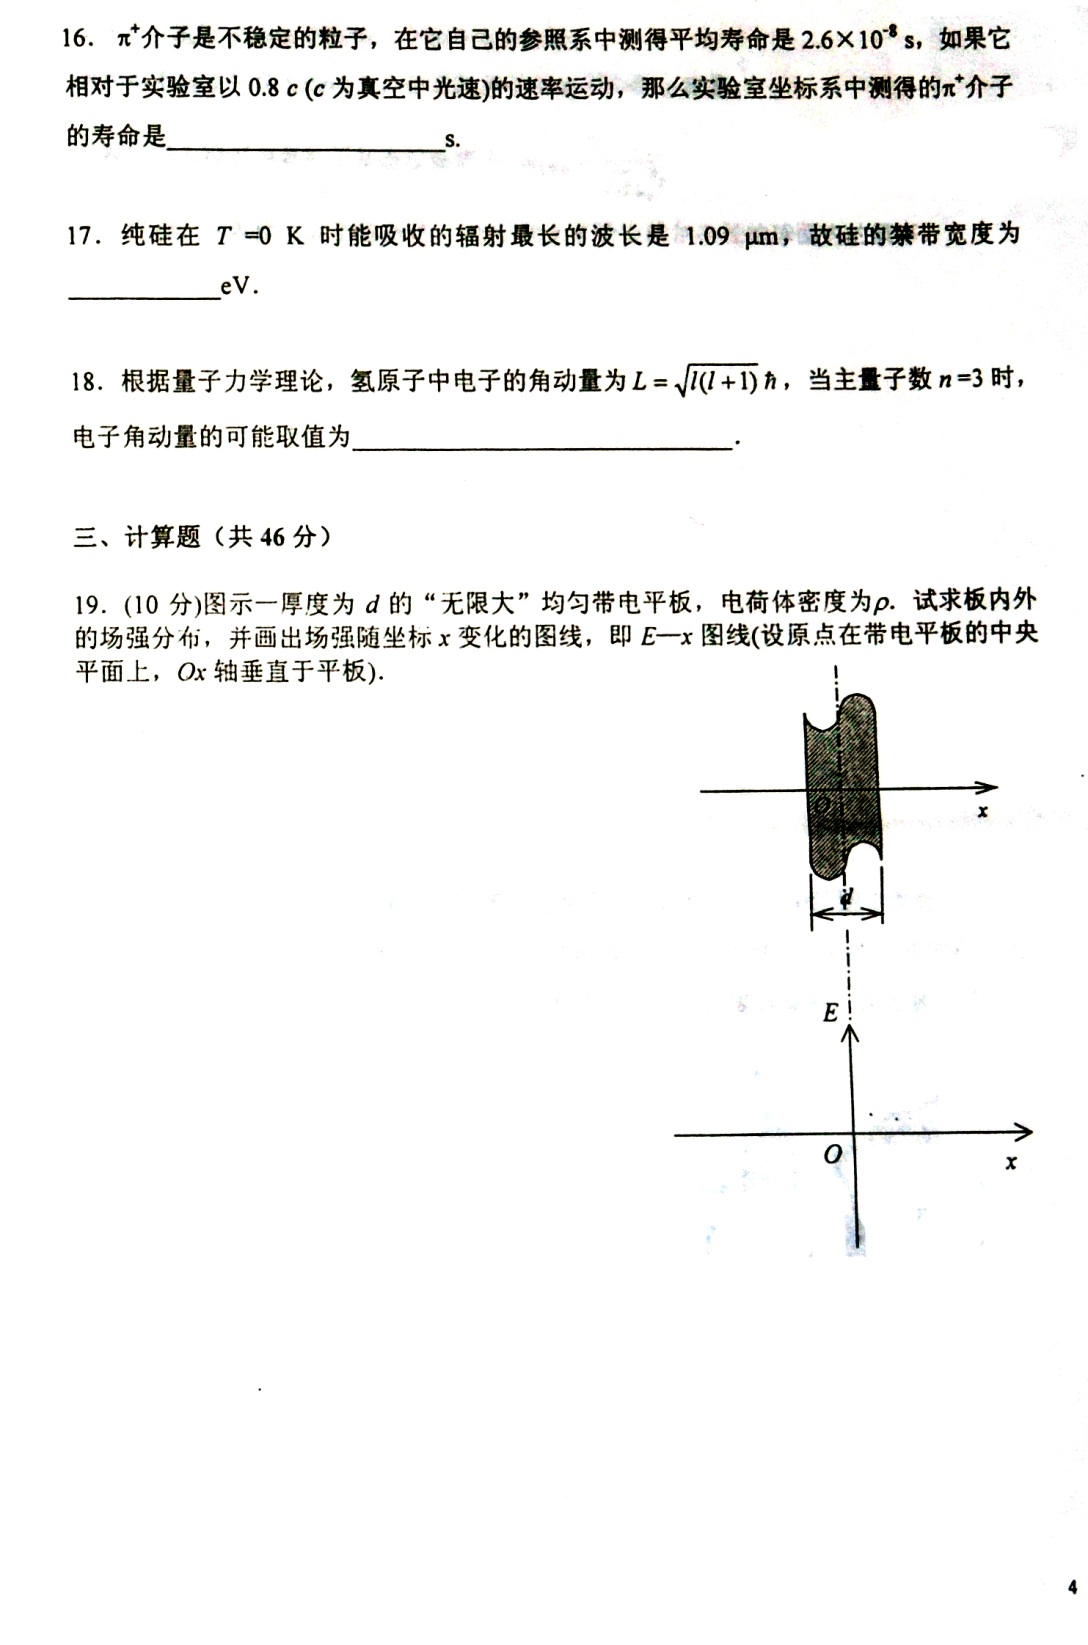 16. π⁺介子是不稳定的粒子，在它自己的参照系中测得平均寿命是 2.6×10⁻⁸ s，如果它
相对于实验室以 0.8 c (c 为真空中光速)的速率运动，那么实验室坐标系中测得的π⁺介子
的寿命是____________________s.
17. 纯硅在 T =0 K 时能吸收的辐射最长的波长是 1.09 μm，故硅的禁带宽度为
___________eV.
18. 根据量子力学理论，氢原子中电子的角动量为 L = √l(l+1) ħ，当主量子数 n =3 时，
电子角动量的可能取值为___________________________.
三、计算题（共 46 分）
19. (10 分)图示一厚度为 d 的“无限大”均匀带电平板，电荷体密度为ρ. 试求板内外
的场强分布，并画出场强随坐标 x 变化的图线，即 E—x 图线(设原点在带电平板的中央
平面上，Ox 轴垂直于平板).
O
x
d
E
O
x
4